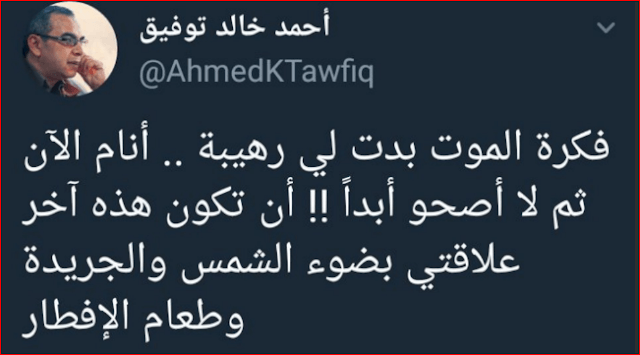 أحمد خالد توفيق
@AhmedKTawfiq
فكرة الموت بدت لي رهيبة .. أنام الآن
ثم لا أصحو أبداً !! أن تكون هذه آخر
علاقتي بضوء الشمس والجريدة
وطعام الإفطار